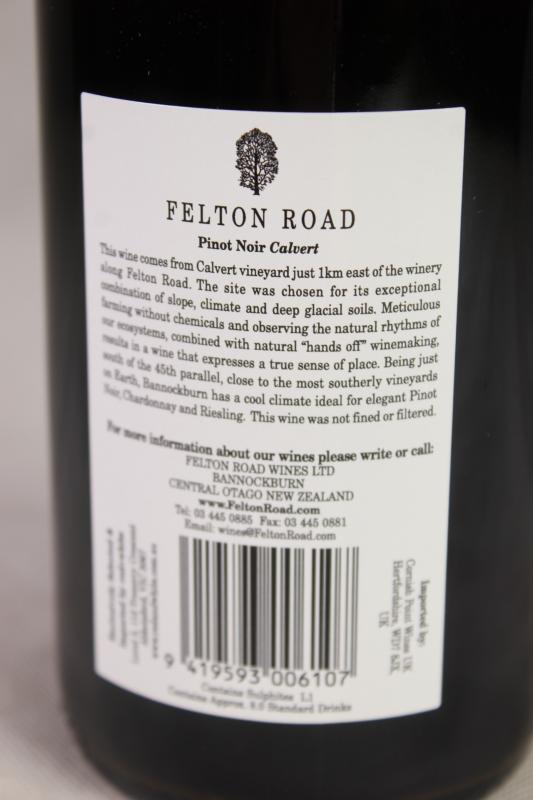 FELTON ROAD
Pinot Noir Calvert
This wine comes from Calvert vineyard just 1km east of the winery
along Felton Road. The site was chosen for its exceptional
combination of slope, climate and deep glacial soils. Meticulous
farming without chemicals and observing the natural rhythms of
our ecosystems, combined with natural "hands off" winemaking,
results in a wine that expresses a true sense of place. Being just
south of the 45th parallel, close to the most southerly vineyards
on Earth, Bannockburn has a cool climate ideal for elegant Pinot
Noir, Chardonnay and Riesling. This wine was not fined or filtered.
For more information about our wines please write or call:
FELTON ROAD WINES LTD
BANNOCKBURN
CENTRAL OTAGO NEW ZEALAND
www.FeltonRoad.com
Tel: 03 445 0885 Fax: 03 445 0881
Email: wines@FeltonRoad.com
9 419593 006107
Contains Sulphites L1
Contains Approx. 8.0 Standard Drinks
Imported by:
Cornish Point Wines UK
Hertfordshire, WD7 8JX
UK